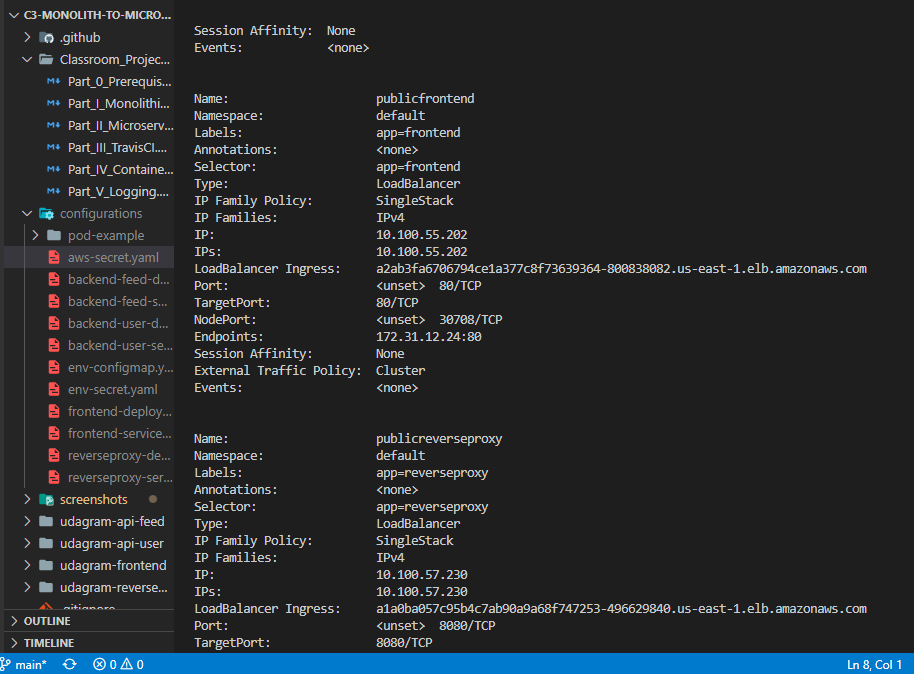 C3-MONOLITH-TO-MICRO...
.github
Classroom_Projec...
Part_0_Prerequis...
Part_I_Monolithi...
Part_II_Microserv...
Part_III_TravisCI....
Part_IV_Containe...
Part_V_Logging....
configurations
pod-example
aws-secret.yaml
backend-feed-d...
backend-feed-s...
backend-user-d...
backend-user-se...
env-configmap.y...
env-secret.yaml
frontend-deploy...
frontend-service...
reverseproxy-de...
reverseproxy-ser...
screenshots
udagram-api-feed
udagram-api-user
udagram-frontend
udagram-reverse...
.gitignore
OUTLINE
TIMELINE
Session Affinity: None
Events: <none>
Name: publicfrontend
Namespace: default
Labels: app=frontend
Annotations: <none>
Selector: app=frontend
Type: LoadBalancer
IP Family Policy: SingleStack
IP Families: IPv4
IP: 10.100.55.202
IPs: 10.100.55.202
LoadBalancer Ingress: a2ab3fa6706794ce1a377c8f73639364-800838082.us-east-1.elb.amazonaws.com
Port: <unset> 80/TCP
TargetPort: 80/TCP
NodePort: <unset> 30708/TCP
Endpoints: 172.31.12.24:80
Session Affinity: None
External Traffic Policy: Cluster
Events: <none>
Name: publicreverseproxy
Namespace: default
Labels: app=reverseproxy
Annotations: <none>
Selector: app=reverseproxy
Type: LoadBalancer
IP Family Policy: SingleStack
IP Families: IPv4
IP: 10.100.57.230
IPs: 10.100.57.230
LoadBalancer Ingress: a1a0ba057c95b4c7ab90a9a68f747253-496629840.us-east-1.elb.amazonaws.com
Port: <unset> 8080/TCP
TargetPort: 8080/TCP
main* 0 0 Ln 8, Col 1